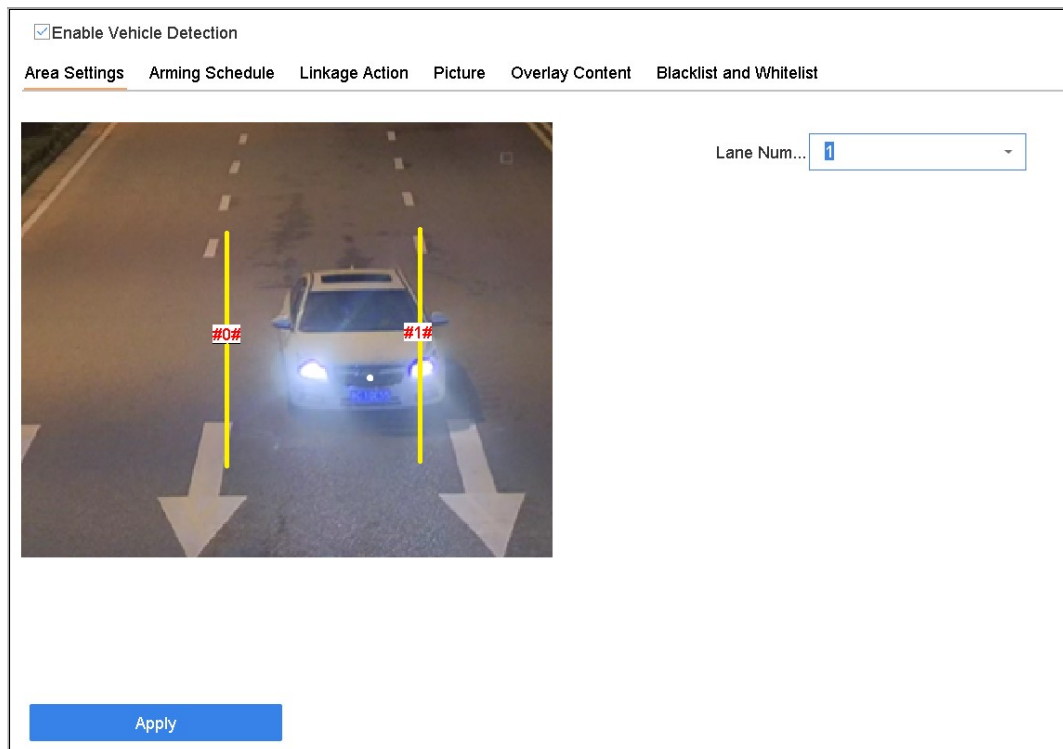 Enable Vehicle Detection
Area Settings Arming Schedule Linkage Action Picture Overlay Content Blacklist and Whitelist
Lane Num... 1
#0# #1#
Apply